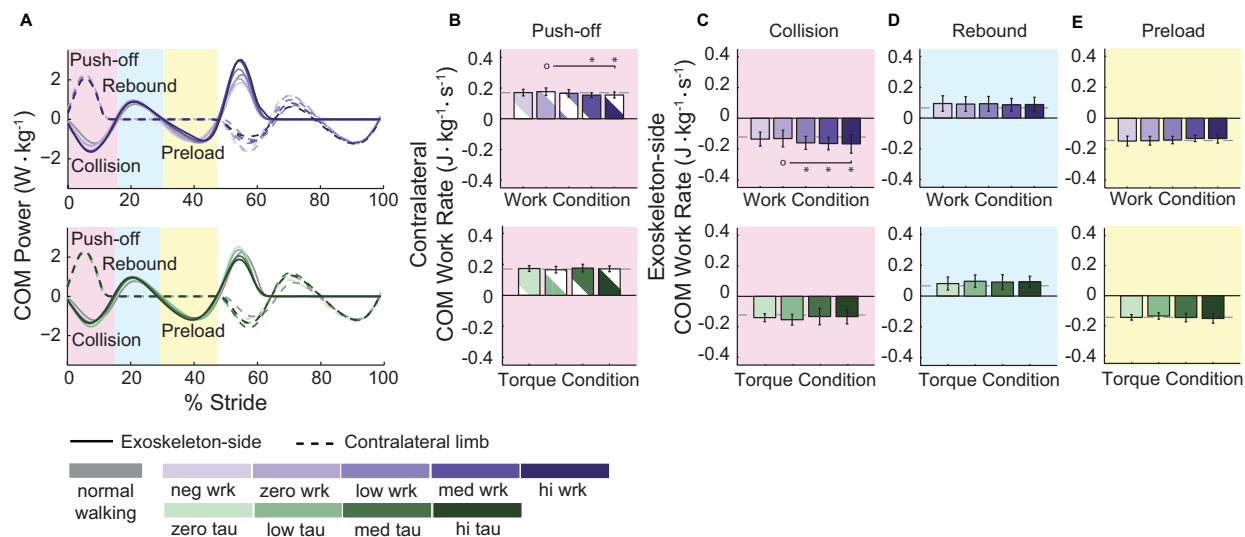 A
COM Power (W·kg⁻¹)
Push-off
Rebound
Collision
Preload
2
0
-2
0 20 40 60 80 100
Push-off
Rebound
Collision
Preload
2
0
-2
0 20 40 60 80 100
% Stride
B
Push-off
Contralateral
COM Work Rate (J·kg⁻¹·s⁻¹)
0.4
0.2
0
-0.2
-0.4
o * *
Work Condition
0.4
0.2
0
-0.2
-0.4
Torque Condition
C
Collision
Exoskeleton-side
COM Work Rate (J·kg⁻¹·s⁻¹)
0.4
0.2
0
-0.2
-0.4
o * * *
Work Condition
0.4
0.2
0
-0.2
-0.4
Torque Condition
D
Rebound
0.4
0.2
0
-0.2
-0.4
Work Condition
0.4
0.2
0
-0.2
-0.4
Torque Condition
E
Preload
0.4
0.2
0
-0.2
-0.4
Work Condition
0.4
0.2
0
-0.2
-0.4
Torque Condition
Exoskeleton-side
Contralateral limb
normal
walking
neg wrk zero wrk low wrk med wrk hi wrk
zero tau low tau med tau hi tau